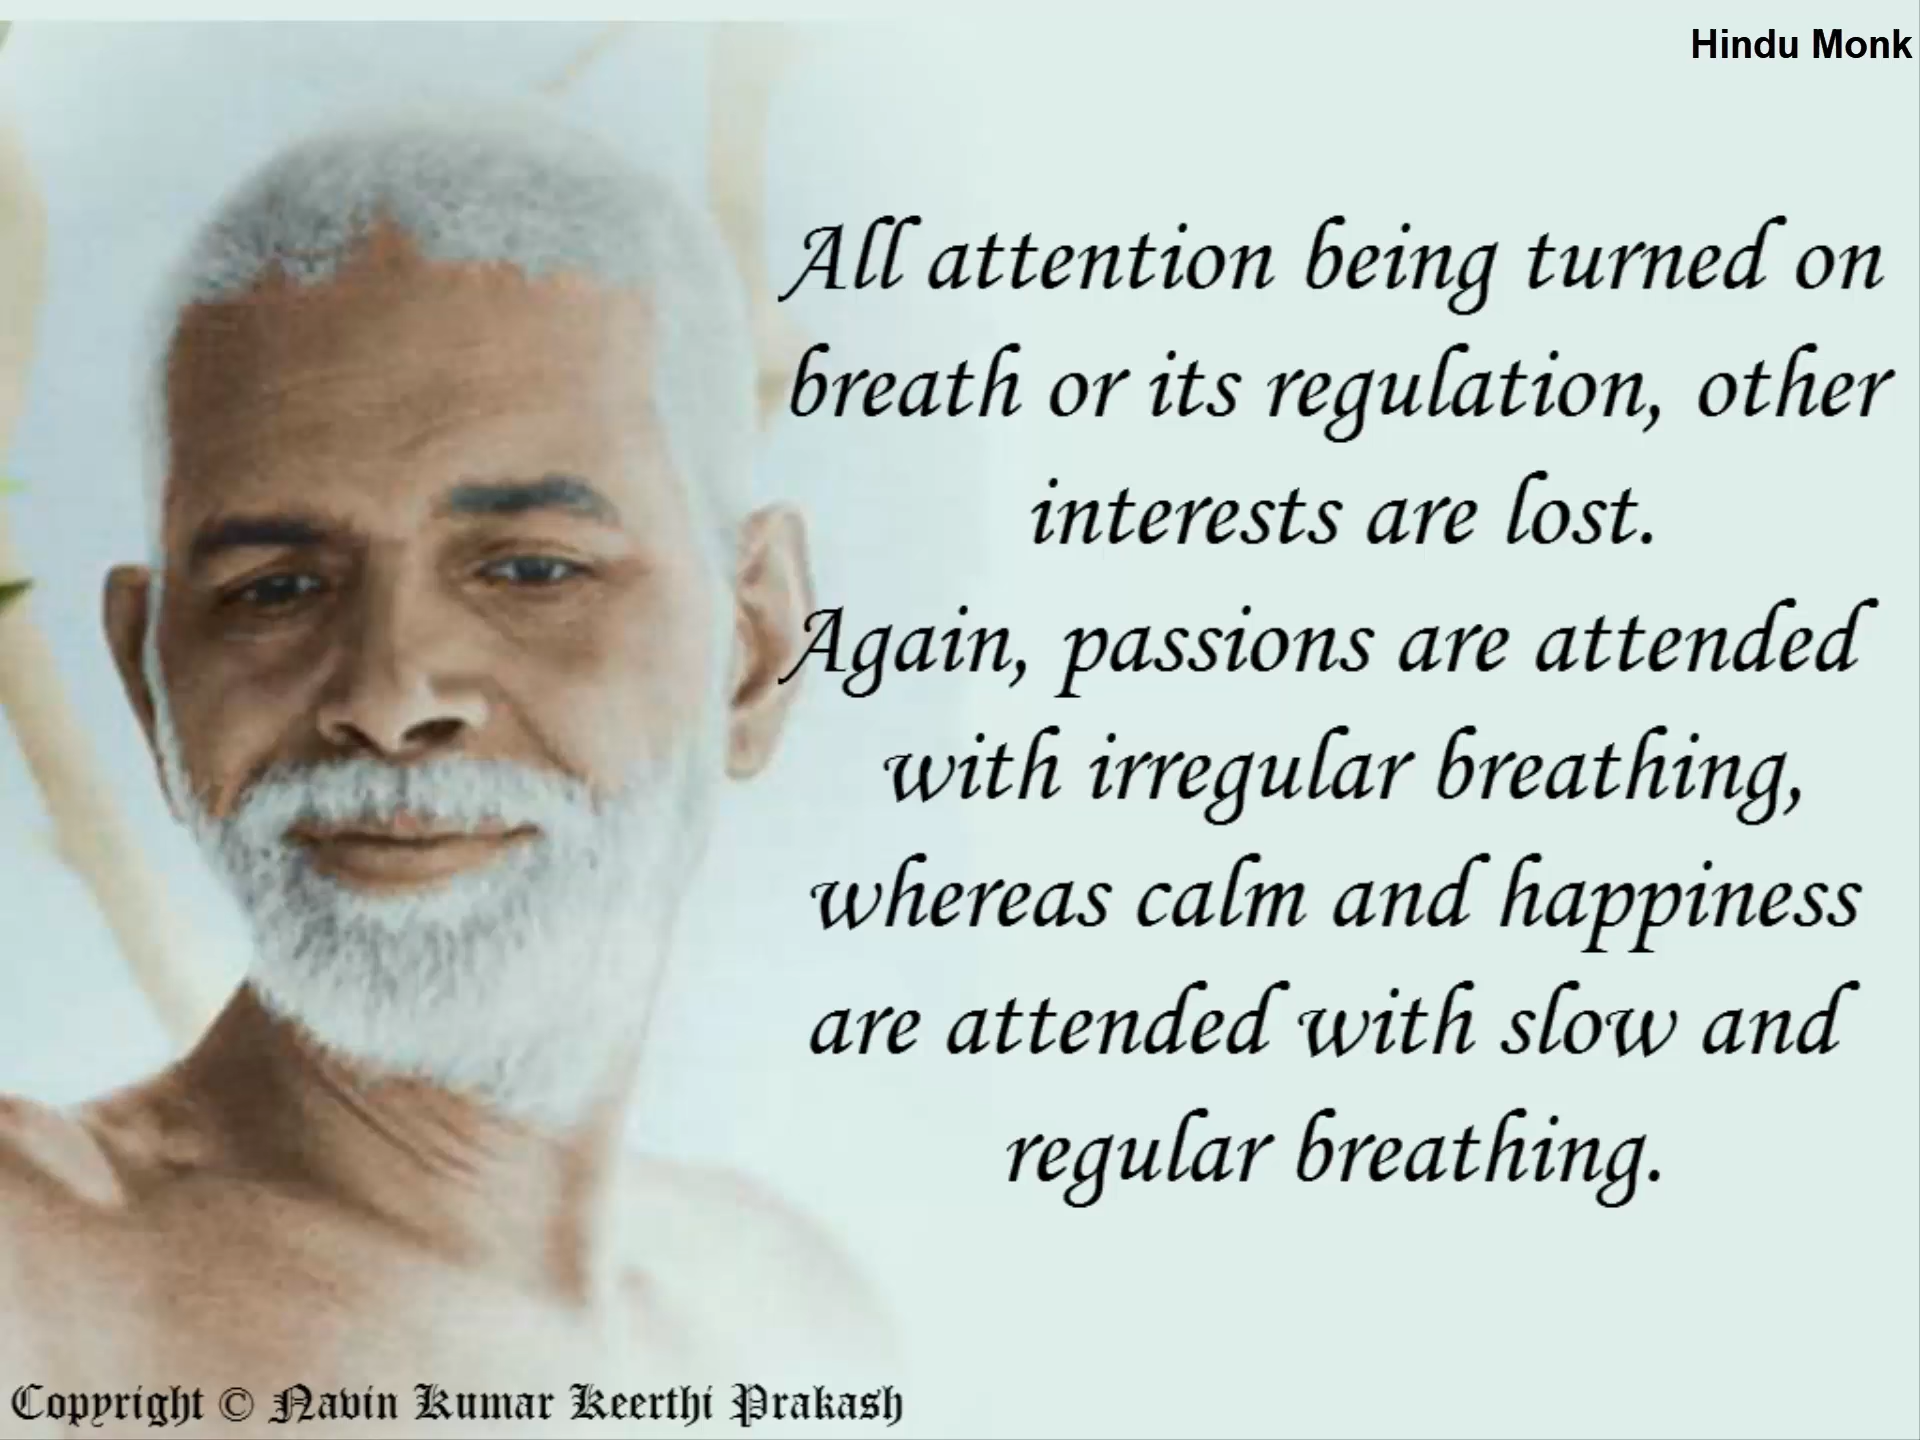 Hindu Monk
All attention being turned on
breath or its regulation, other
interests are lost.
Again, passions are attended
with irregular breathing,
whereas calm and happiness
are attended with slow and
regular breathing.
Copyright © Navin Kumar Keerthi Prakash